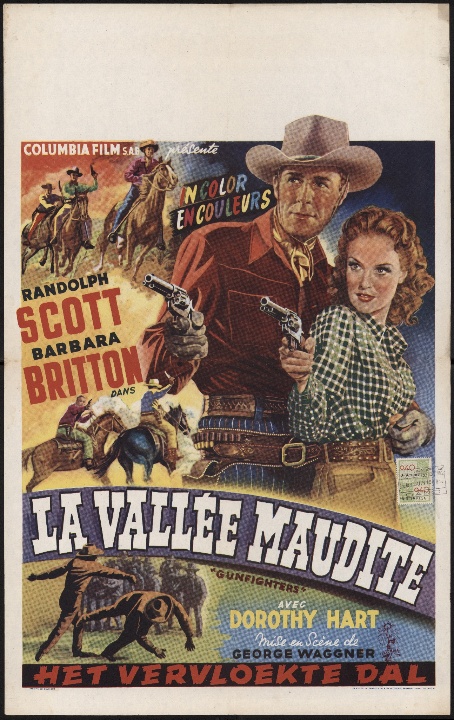 COLUMBIA FILM S.A.B. présente
IN COLOR
EN COULEURS
RANDOLPH
SCOTT
BARBARA
BRITTON
DANS
LA VALLÉE MAUDITE
"GUNFIGHTERS"
AVEC
DOROTHY HART
Mise en Scène de
GEORGE WAGGNER
HET VERVLOEKTE DAL